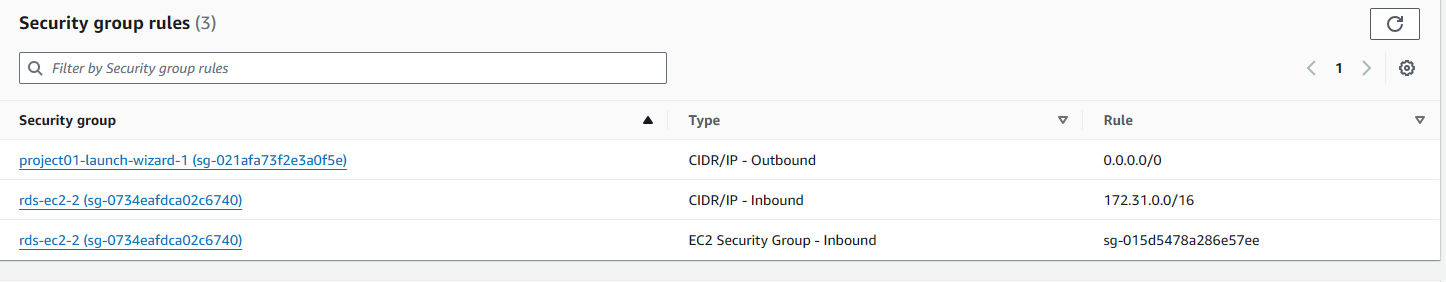 Security group rules (3)
Filter by Security group rules
1
Security group Type Rule
project01-launch-wizard-1 (sg-021afa73f2e3a0f5e) CIDR/IP - Outbound 0.0.0.0/0
rds-ec2-2 (sg-0734eafdca02c6740) CIDR/IP - Inbound 172.31.0.0/16
rds-ec2-2 (sg-0734eafdca02c6740) EC2 Security Group - Inbound sg-015d5478a286e57ee